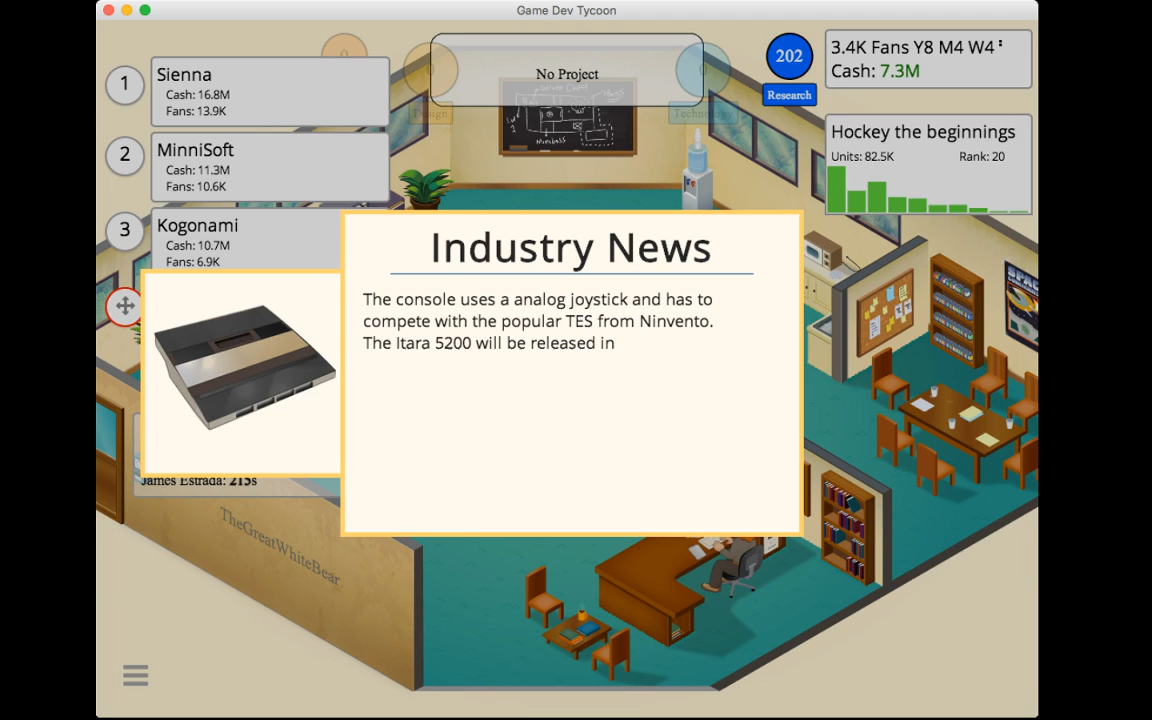 Game Dev Tycoon
1
Sienna
Cash: 16.8M
Fans: 13.9K
2
MinniSoft
Cash: 11.3M
Fans: 10.6K
3
Kogonami
Cash: 10.7M
Fans: 6.9K
No Project
Design
Technology
202
Research
3.4K Fans Y8 M4 W4
Cash: 7.3M
Hockey the beginnings
Units: 82.5K
Rank: 20
Industry News
The console uses a analog joystick and has to
compete with the popular TES from Ninvento.
The Itara 5200 will be released in
James Estrada: 215s
TheGreatWhiteBear
SPACE